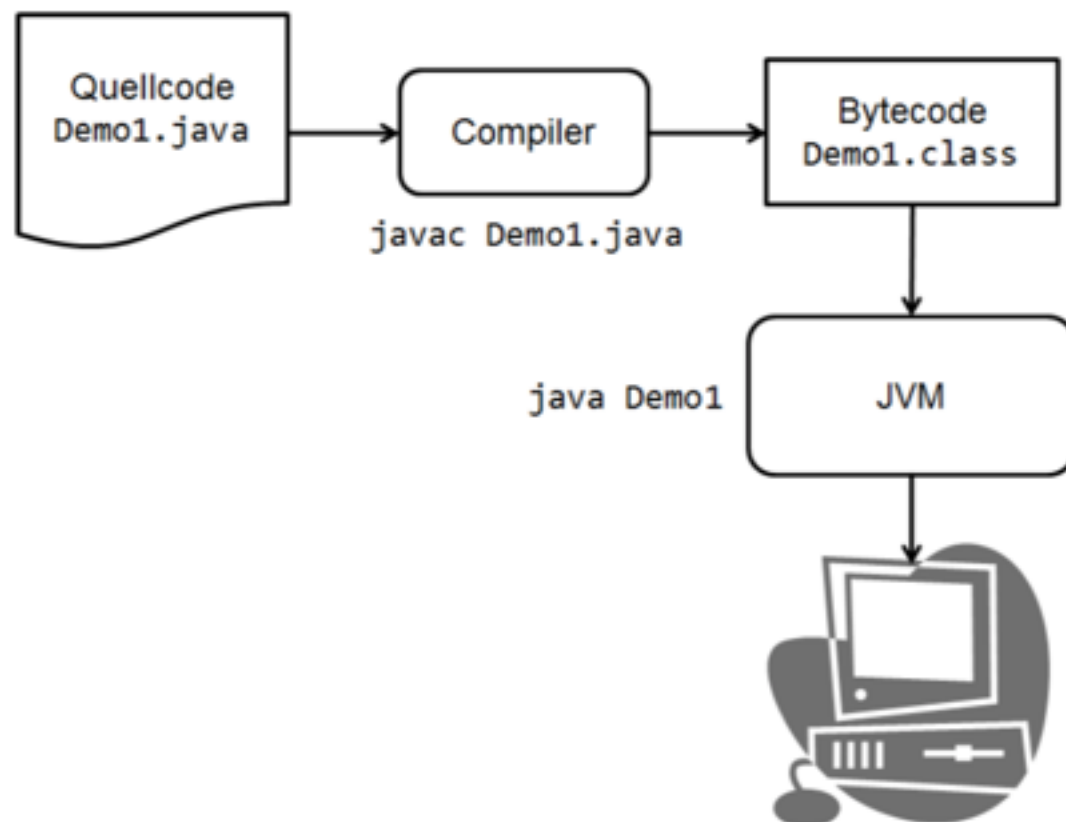 Quellcode
Demo1.java
Compiler
javac Demo1.java
Bytecode
Demo1.class
java Demo1
JVM